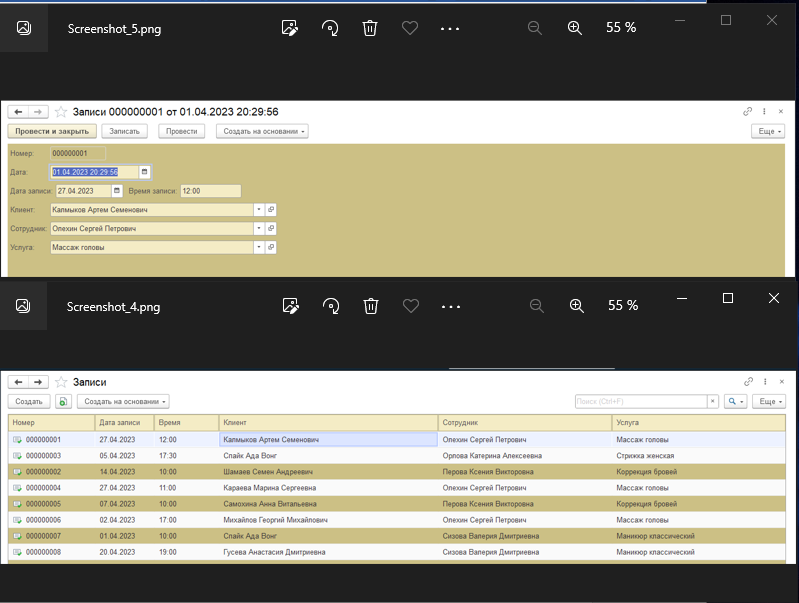 Screenshot_5.png
55 %
Записи 000000001 от 01.04.2023 20:29:56
Провести и закрыть Записать Провести Создать на основании Еще
Номер: 000000001
Дата: 01.04.2023 20:29:56
Дата записи: 27.04.2023 Время записи: 12:00
Клиент: Калмыков Артем Семенович
Сотрудник: Олехин Сергей Петрович
Услуга: Массаж головы
Screenshot_4.png
55 %
Записи
Создать Создать на основании Поиск (Ctrl+F) Еще
Номер Дата записи Время Клиент Сотрудник Услуга
000000001 27.04.2023 12:00 Калмыков Артем Семенович Олехин Сергей Петрович Массаж головы
000000003 05.04.2023 17:30 Спайк Ада Вонг Орлова Катерина Алексеевна Стрижка женская
000000002 14.04.2023 10:00 Шамаев Семен Андреевич Перова Ксения Викторовна Коррекция бровей
000000004 27.04.2023 11:00 Караева Марина Сергеевна Олехин Сергей Петрович Массаж головы
000000005 07.04.2023 10:00 Самохина Анна Витальевна Перова Ксения Викторовна Коррекция бровей
000000006 02.04.2023 17:00 Михайлов Георгий Михайлович Олехин Сергей Петрович Массаж головы
000000007 01.04.2023 10:00 Спайк Ада Вонг Сизова Валерия Дмитриевна Маникюр классический
000000008 20.04.2023 19:00 Гусева Анастасия Дмитриевна Сизова Валерия Дмитриевна Маникюр классический